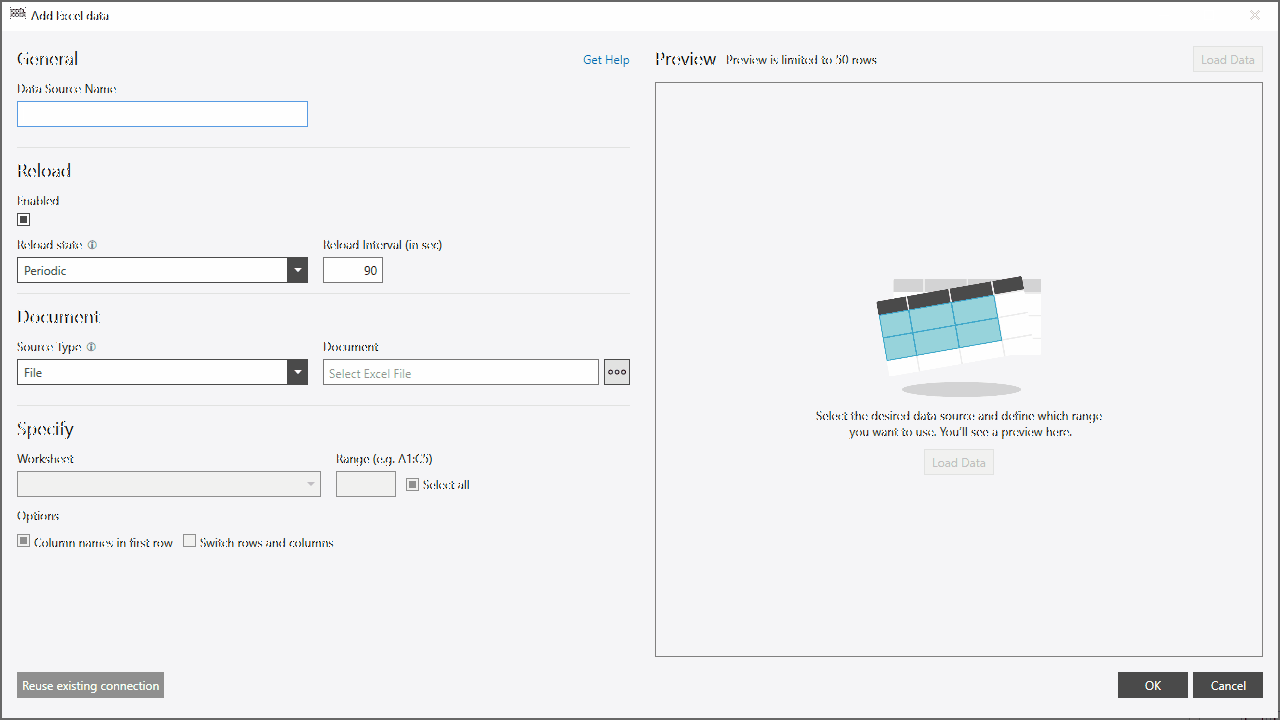 Add Excel data
General
Get Help
Data Source Name
Reload
Enabled
Reload state
Reload Interval (in sec)
Periodic
90
Document
Source Type
Document
File
Select Excel File
Specify
Worksheet
Range (e.g. A1:C5)
Select all
Options
Column names in first row
Switch rows and columns
Reuse existing connection
Preview
Preview is limited to 50 rows
Load Data
Select the desired data source and define which range
you want to use. You'll see a preview here.
Load Data
OK
Cancel